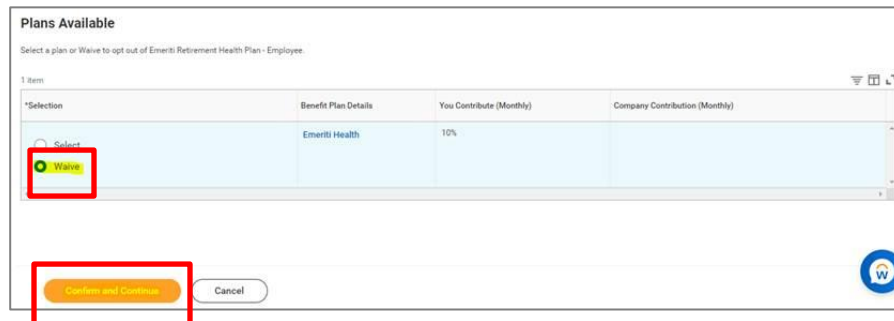 Plans Available
Select a plan or Waive to opt out of Emeriti Retirement Health Plan - Employee.
1 item
*Selection Benefit Plan Details You Contribute (Monthly) Company Contribution (Monthly)
Select Emeriti Health 10%
Waive
Confirm and Continue Cancel
w